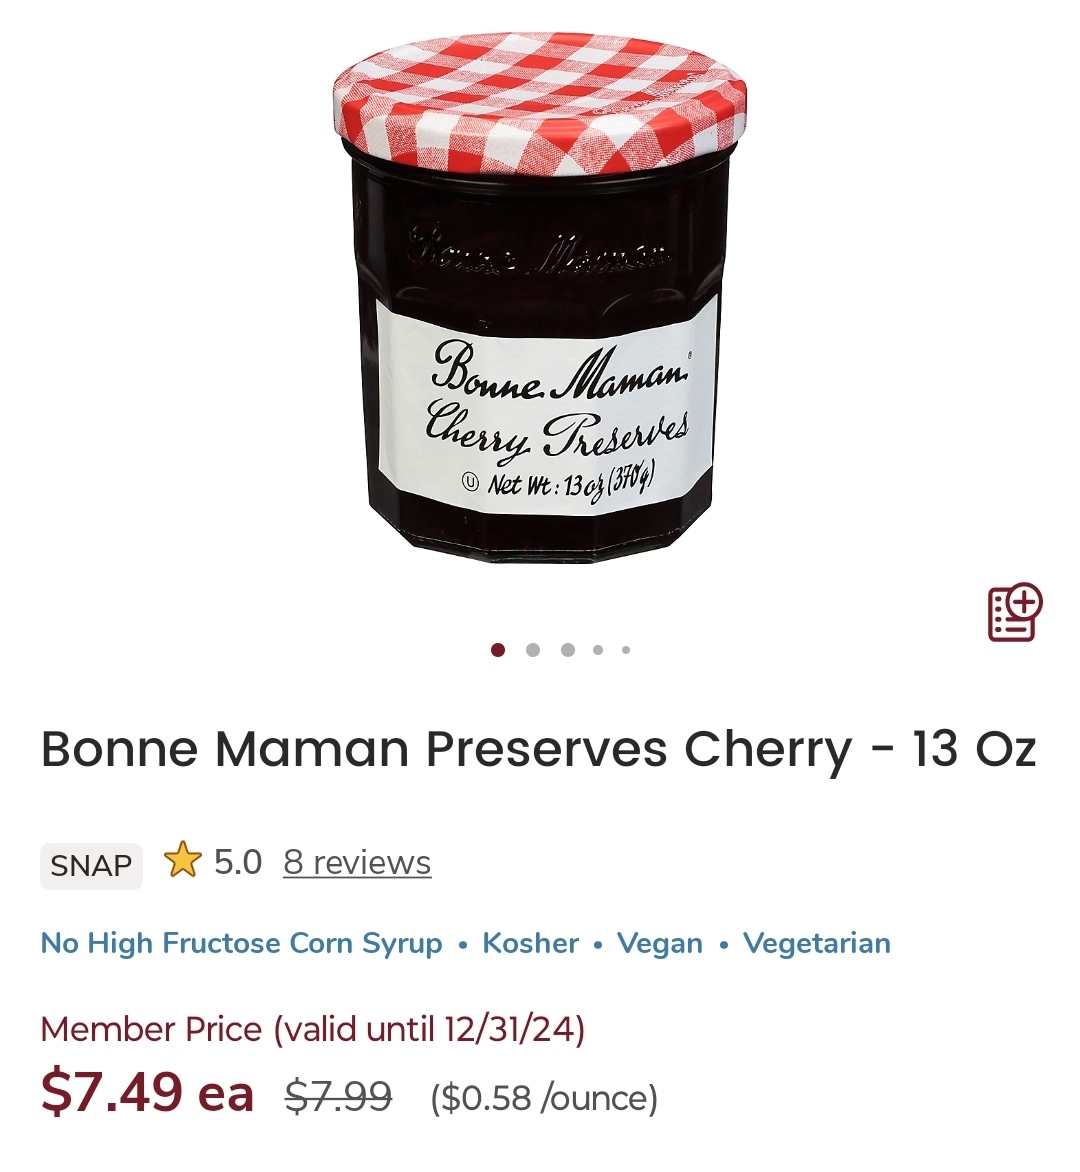 Bonne Maman
Bonne Maman®
Cherry Preserves
Ⓤ Net Wt: 13 oz (370g)
Bonne Maman Preserves Cherry - 13 Oz
SNAP 5.0 8 reviews
No High Fructose Corn Syrup • Kosher • Vegan • Vegetarian
Member Price (valid until 12/31/24)
$7.49 ea $7.99 ($0.58 /ounce)